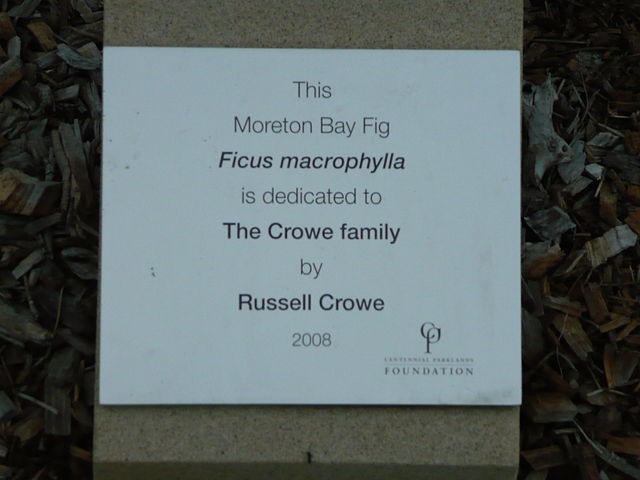 This
Moreton Bay Fig
Ficus macrophylla
is dedicated to
The Crowe family
by
Russell Crowe
2008
CP
CENTENNIAL PARKLANDS
FOUNDATION